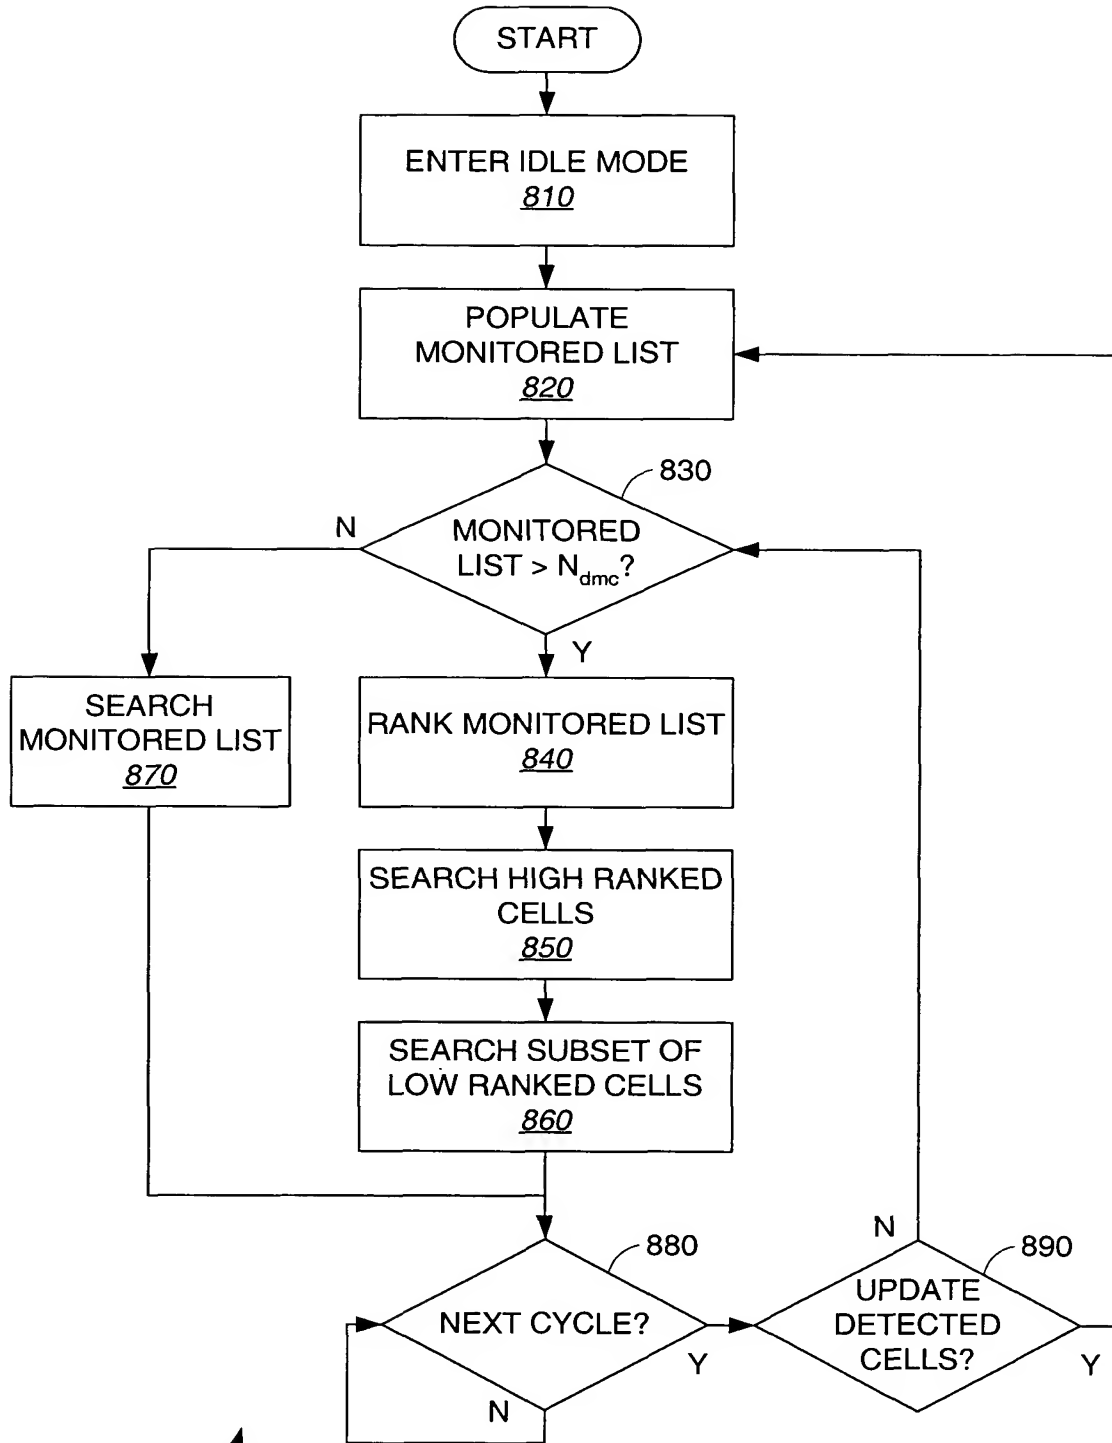 START
ENTER IDLE MODE
810
POPULATE
MONITORED LIST
820
830
N
MONITORED
LIST > Ndmc?
Y
SEARCH
MONITORED LIST
870
RANK MONITORED LIST
840
SEARCH HIGH RANKED
CELLS
850
SEARCH SUBSET OF
LOW RANKED CELLS
860
880
NEXT CYCLE?
Y
N
N
890
UPDATE
DETECTED
CELLS?
Y